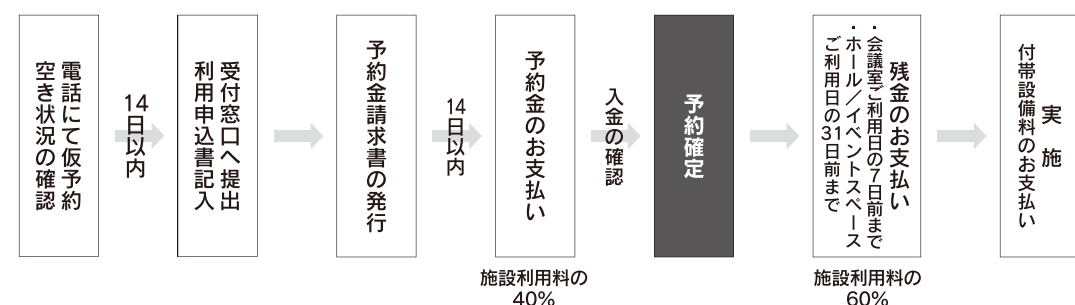 電話にて仮予約
空き状況の確認
14日以内
受付窓口へ提出
利用申込書記入
予約金請求書の発行
14日以内
予約金のお支払い
施設利用料の
40%
入金の確認
予約確定
残金のお支払い
・会議室ご利用日の7日前まで
・ホール／イベントスペース
ご利用日の31日前まで
施設利用料の
60%
実 施
付帯設備料のお支払い